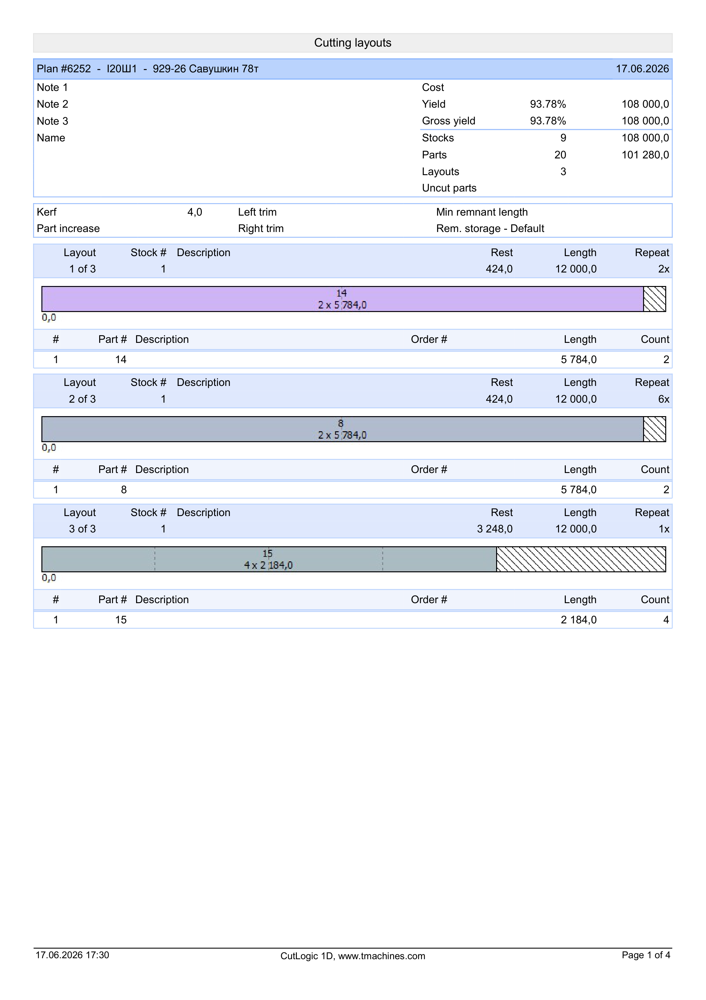 Cutting layouts
Plan #6252 - I20Ш1 - 929-26 Савушкин 78т 17.06.2026
Note 1 Cost
Note 2 Yield 93.78% 108 000,0
Note 3 Gross yield 93.78% 108 000,0
Name Stocks 9 108 000,0
Parts 20 101 280,0
Layouts 3
Uncut parts
Kerf 4,0 Left trim Min remnant length
Part increase Right trim Rem. storage - Default
Layout Stock # Description Rest Length Repeat
1 of 3 1 424,0 12 000,0 2x
14
2 x 5 784,0
0,0
# Part # Description Order # Length Count
1 14 5 784,0 2
Layout Stock # Description Rest Length Repeat
2 of 3 1 424,0 12 000,0 6x
8
2 x 5 784,0
0,0
# Part # Description Order # Length Count
1 8 5 784,0 2
Layout Stock # Description Rest Length Repeat
3 of 3 1 3 248,0 12 000,0 1x
15
4 x 2 184,0
0,0
# Part # Description Order # Length Count
1 15 2 184,0 4
17.06.2026 17:30 CutLogic 1D, www.tmachines.com Page 1 of 4